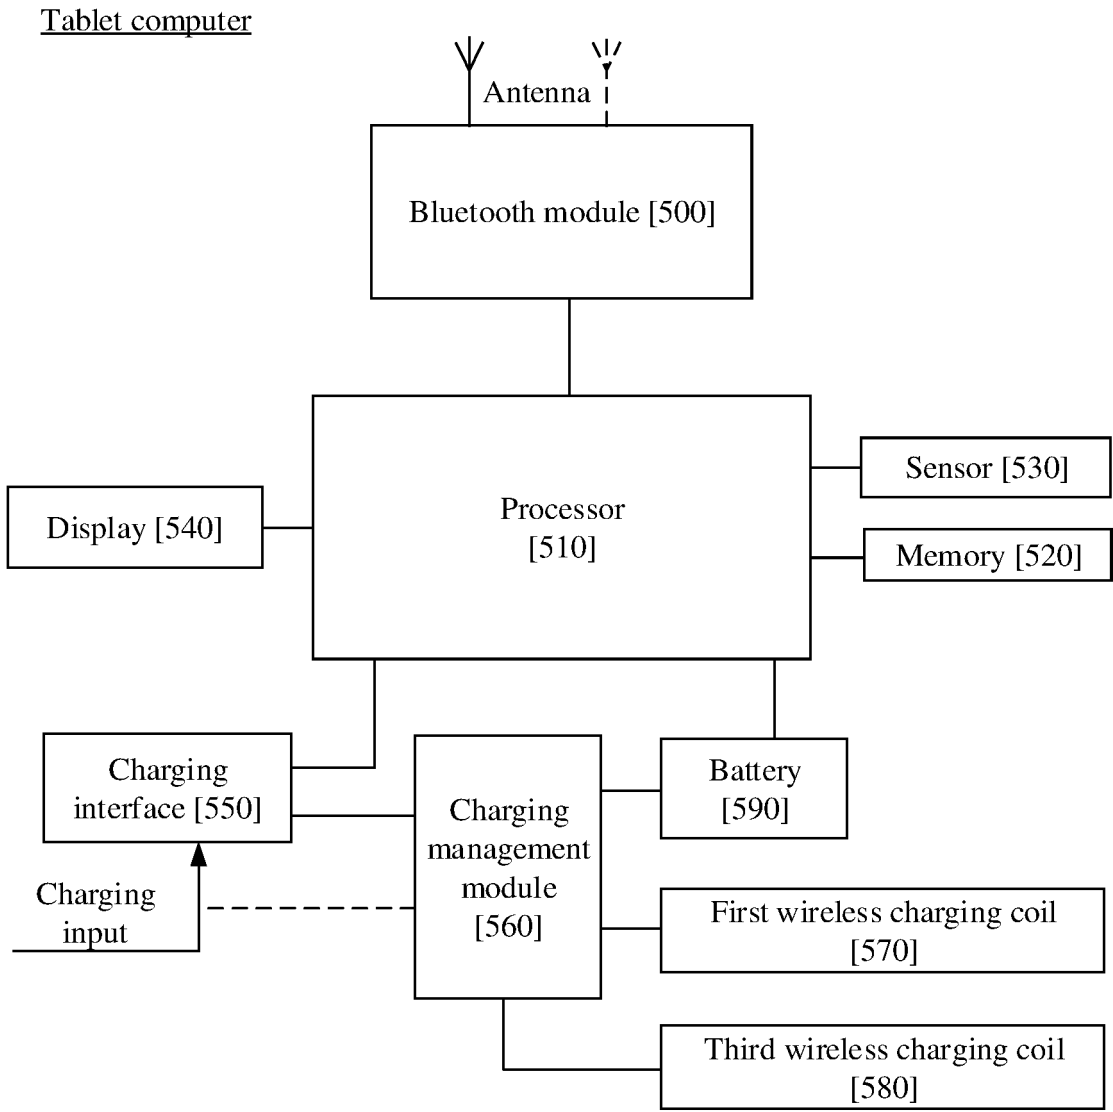 Tablet computer
Antenna
Bluetooth module [500]
Sensor [530]
Processor
[510]
Display [540]
Memory [520]
Charging
interface [550]
Battery
[590]
Charging
management
module
[560]
Charging
input
First wireless charging coil
[570]
Third wireless charging coil
[580]